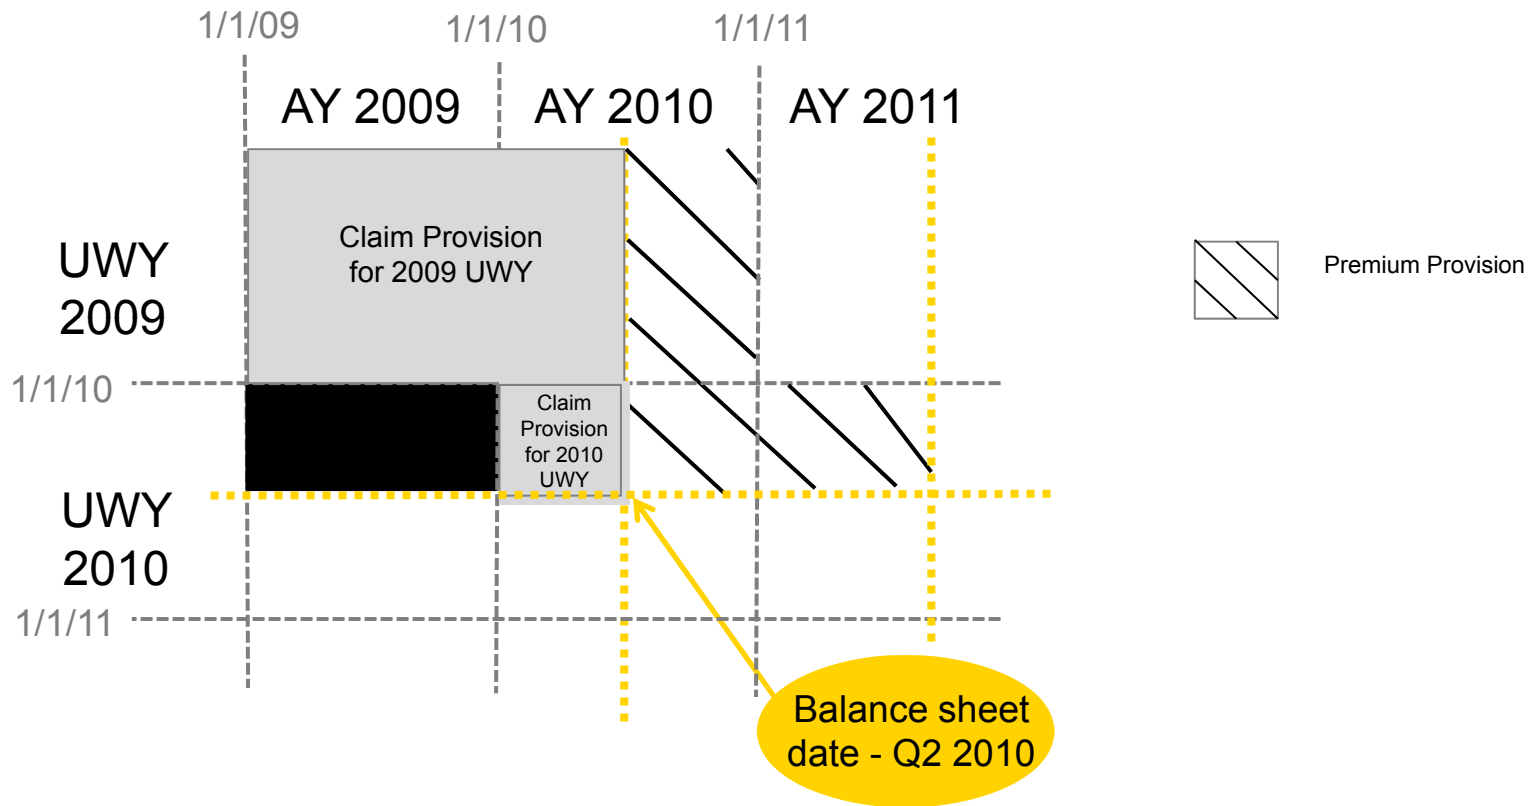 1/1/09
1/1/10
1/1/11
AY 2009
AY 2010
AY 2011
Claim Provision
for 2009 UWY
UWY
2009
Premium Provision
1/1/10
Claim
Provision
for 2010
UWY
UWY
2010
1/1/11
Balance sheet
date - Q2 2010